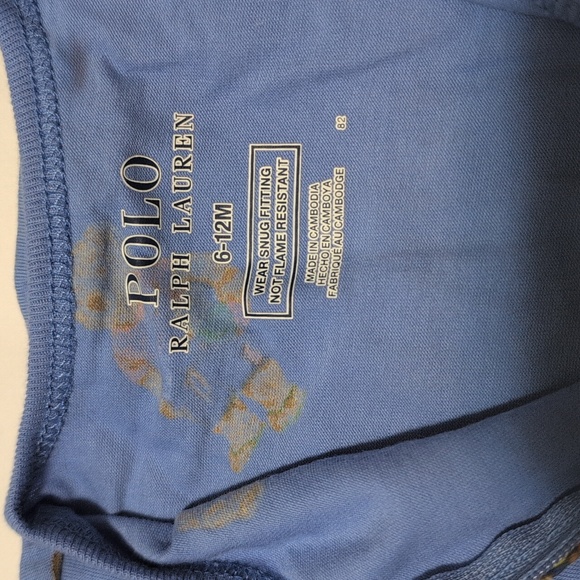 POLO
RALPH LAUREN
6-12M
WEAR SNUG FITTING
NOT FLAME RESISTANT
MADE IN CAMBODIA
HECHO EN CAMBOYA
FABRIQUÉ AU CAMBODGE
82